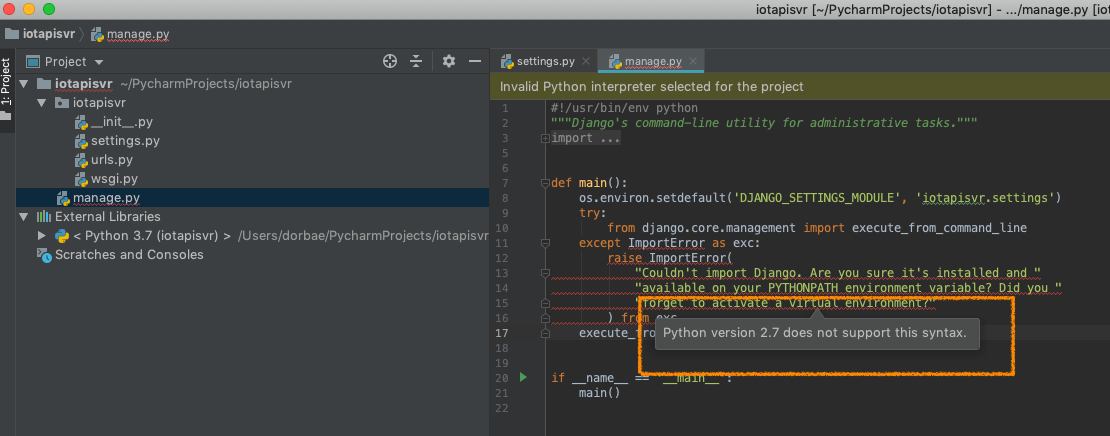 iotapisvr [~/PycharmProjects/iotapisvr] - .../manage.py [iot
iotapisvr manage.py
1: Project
Project
iotapisvr ~/PycharmProjects/iotapisvr
iotapisvr
__init__.py
settings.py
urls.py
wsgi.py
manage.py
External Libraries
< Python 3.7 (iotapisvr) > /Users/dorbae/PycharmProjects/iotapisvr
Scratches and Consoles
settings.py manage.py
Invalid Python interpreter selected for the project
1 #!/usr/bin/env python
2 """Django's command-line utility for administrative tasks."""
3 import ...
5
6
7 def main():
8 os.environ.setdefault('DJANGO_SETTINGS_MODULE', 'iotapisvr.settings')
9 try:
10 from django.core.management import execute_from_command_line
11 except ImportError as exc:
12 raise ImportError(
13 "Couldn't import Django. Are you sure it's installed and "
14 "available on your PYTHONPATH environment variable? Did you "
15 "forget to activate a virtual environment?"
16 ) from exc
17 execute_fro
Python version 2.7 does not support this syntax.
18
19
20 if __name__ == '__main__':
21 main()
22